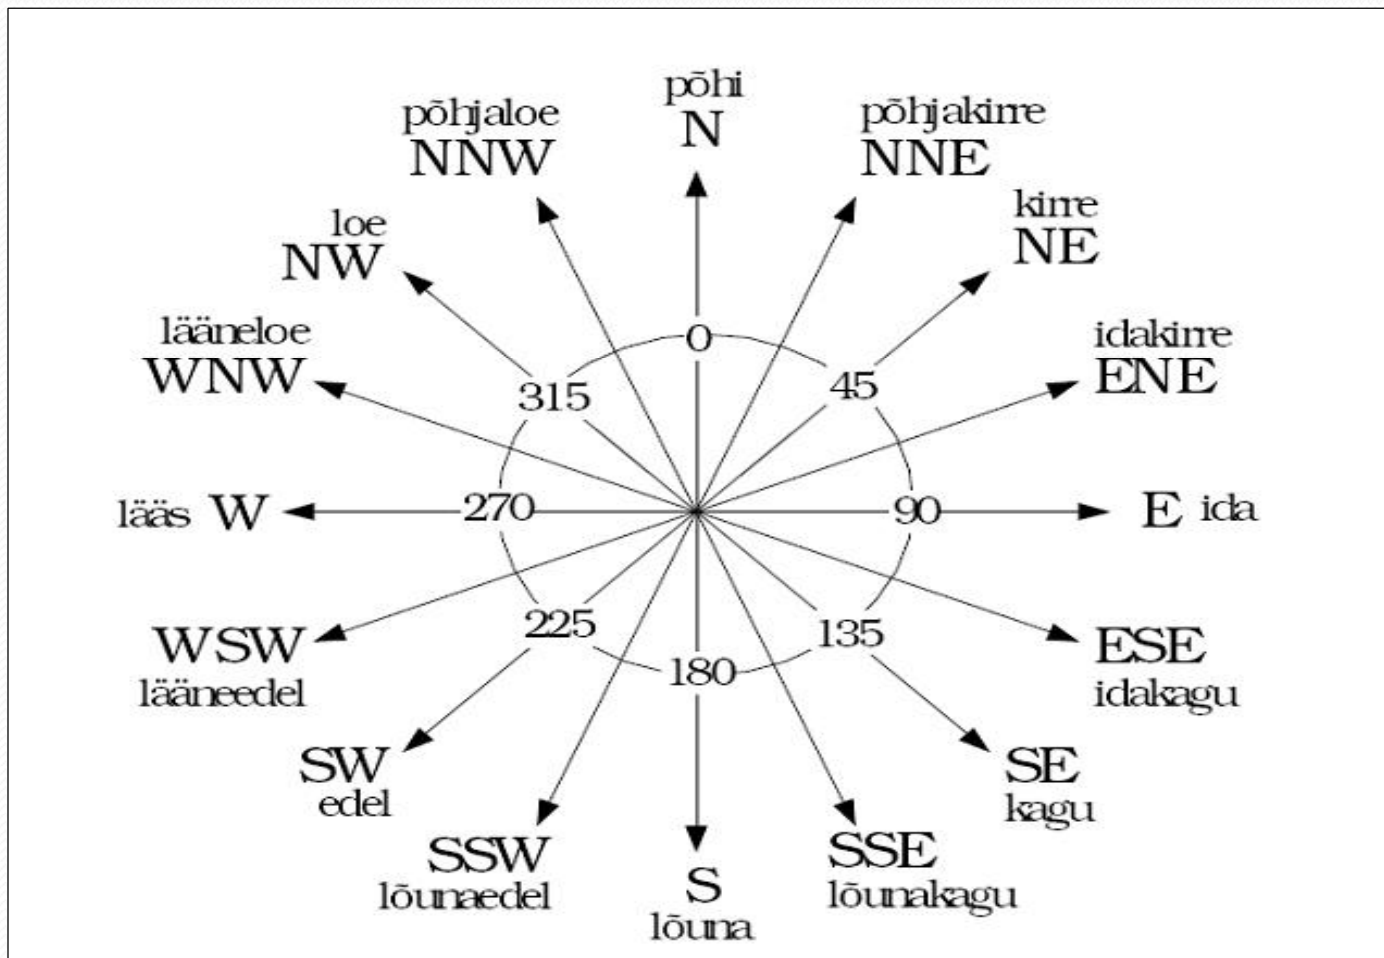 põhi
N
põhjaloe
NNW
põhjakirre
NNE
loe
NW
kirre
NE
lääneloe
WNW
idakirre
ENE
0
315
45
lääs W
270
90
E ida
225
135
180
WSW
lääneedel
ESE
idakagu
SW
edel
SE
kagu
SSW
lõunaedel
S
lõuna
SSE
lõunakagu